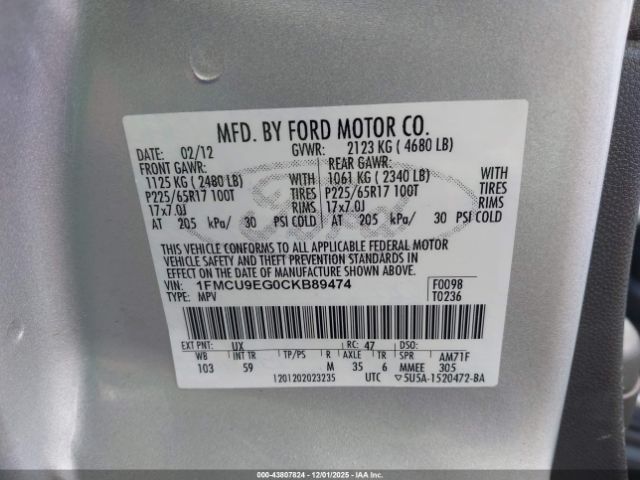 MFD. BY FORD MOTOR CO.
DATE: 02/12 GVWR: 2123 KG ( 4680 LB)
FRONT GAWR: REAR GAWR:
1125 KG ( 2480 LB) WITH 1061 KG ( 2340 LB) WITH
P225/65R17 100T TIRES P225/65R17 100T TIRES
17x7.0J RIMS 17x7.0J RIMS
AT 205 kPa/ 30 PSI COLD AT 205 kPa/ 30 PSI COLD
THIS VEHICLE CONFORMS TO ALL APPLICABLE FEDERAL MOTOR
VEHICLE SAFETY AND THEFT PREVENTION STANDARDS IN
EFFECT ON THE DATE OF MANUFACTURE SHOWN ABOVE.
VIN: 1FMCU9EG0CKB89474 F0098
TYPE: MPV T0236
EXT PNT: UX RC: 47 DSO:
WB INT TR TP/PS R AXLE TR SPR AM71F
103 59 M 35 6 MMEE 305
1201202023235 UTC ▽5U5A-1520472-BA
Ford
000-43807824 | 12/01/2025 | IAAI.COM